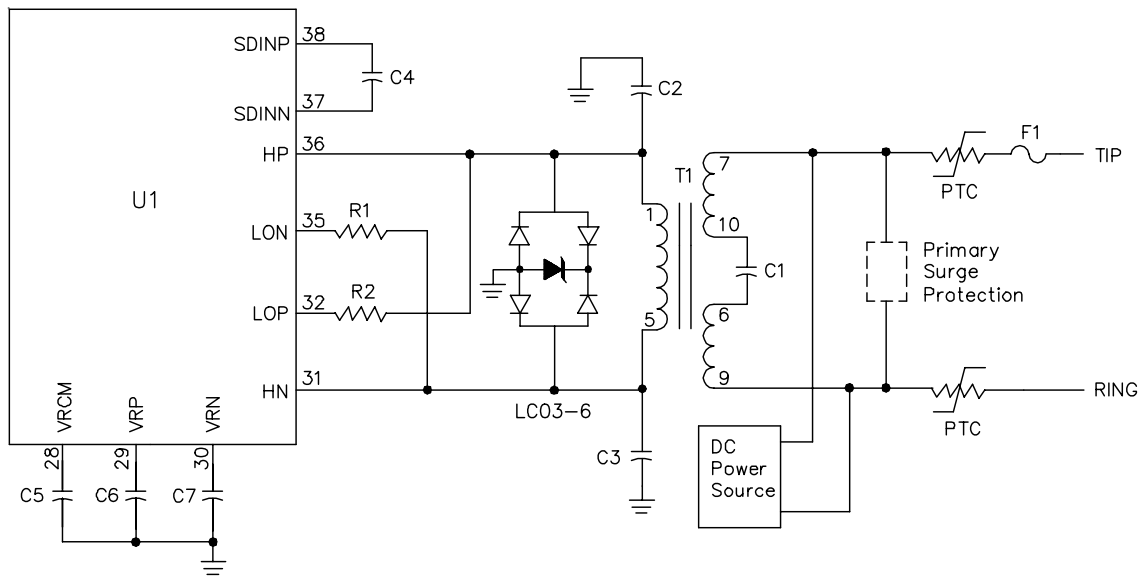 SDINP
38
C4
SDINN
37
C2
HP
36
U1
T1
7
F1
TIP
PTC
LON
35
R1
1
10
C1
Primary
Surge
Protection
LOP
32
R2
5
6
HN
31
9
RING
LC03-6
PTC
VRCM
VRP
VRN
28
29
30
C5
C6
C7
C3
DC
Power
Source